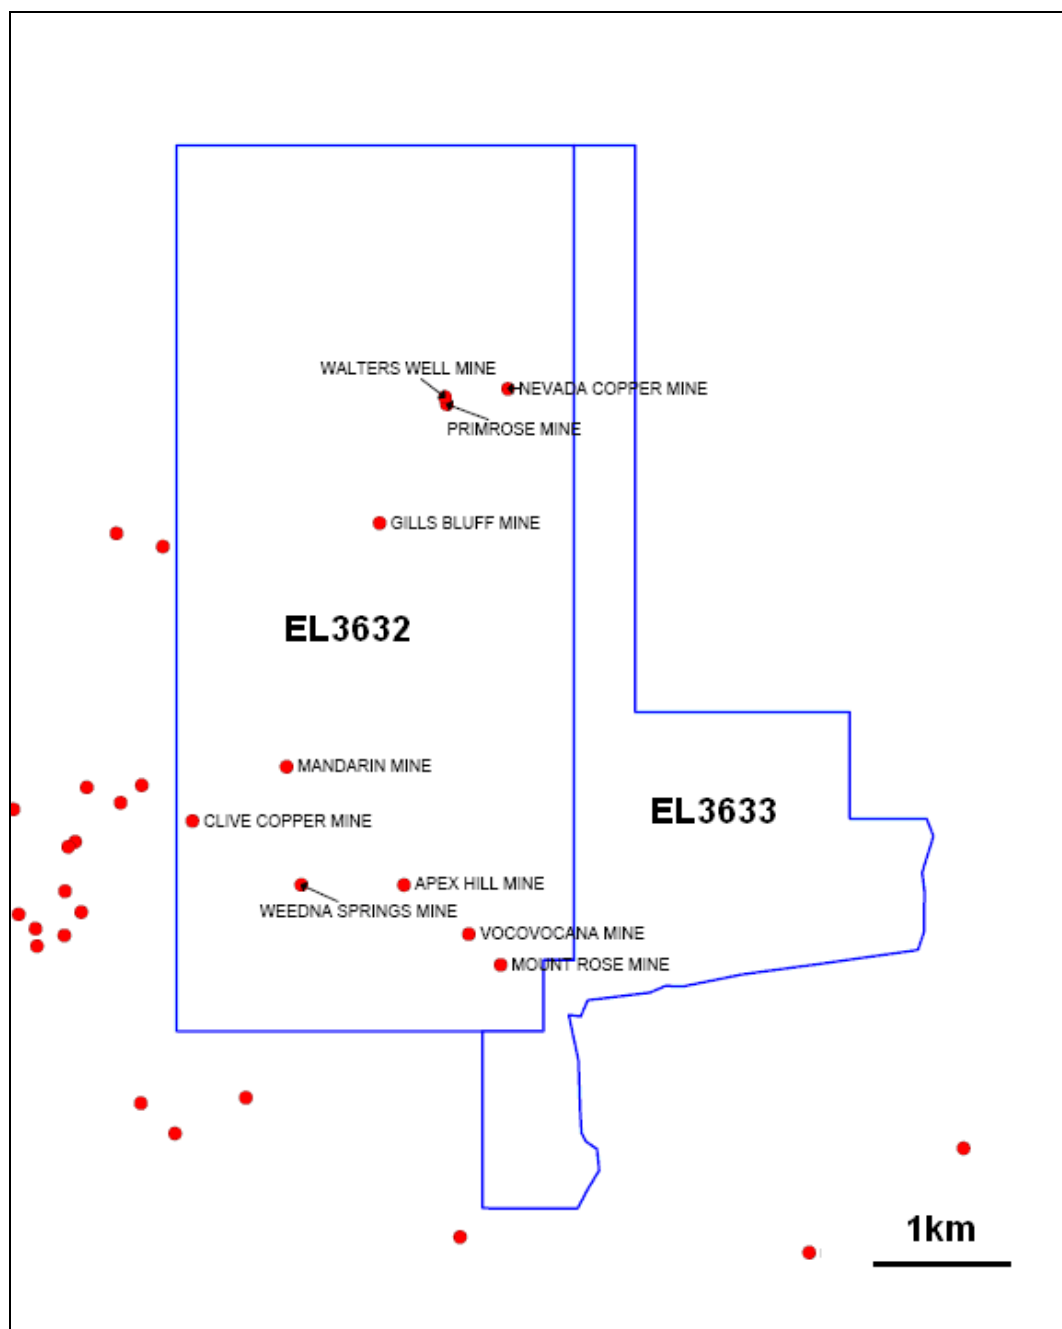 WALTERS WELL MINE
NEVADA COPPER MINE
PRIMROSE MINE
GILLS BLUFF MINE
EL3632
MANDARIN MINE
EL3633
CLIVE COPPER MINE
APEX HILL MINE
WEEDNA SPRINGS MINE
VOCOVOCANA MINE
MOUNT ROSE MINE
1km